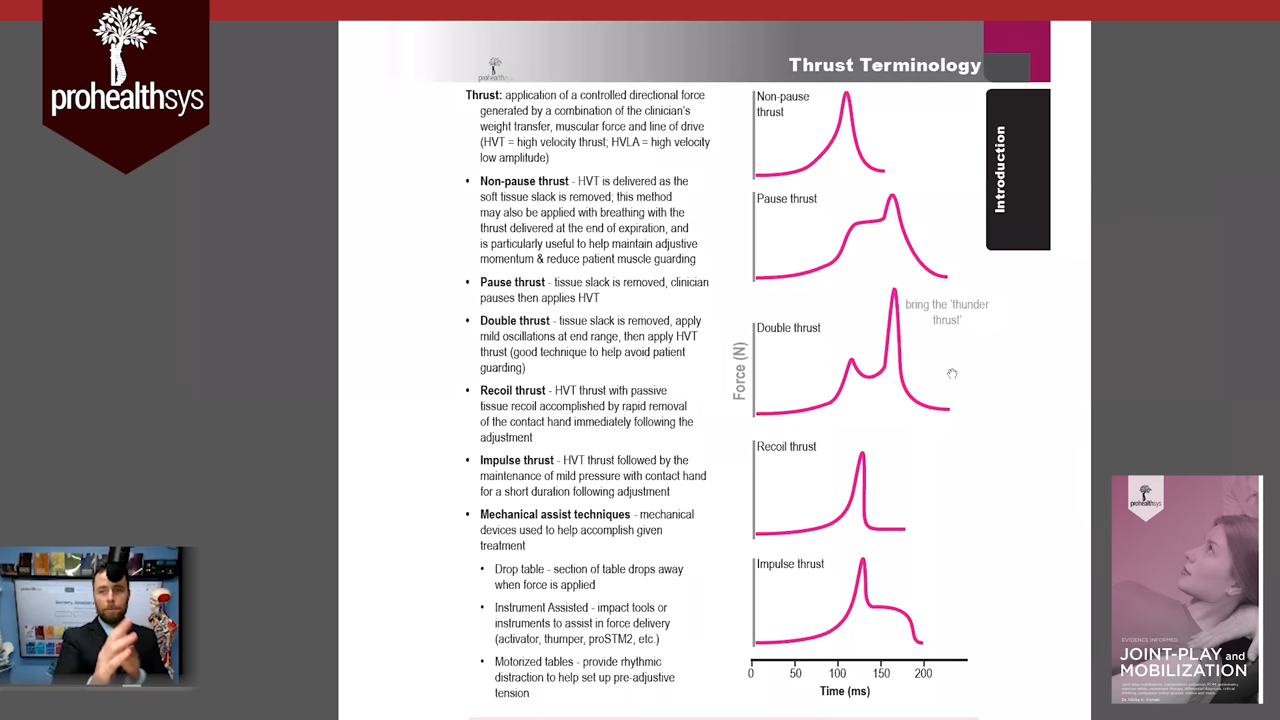 prohealthsys
prohealthsys
Thrust Terminology
Introduction
Thrust: application of a controlled directional force
generated by a combination of the clinician's
weight transfer, muscular force and line of drive
(HVT = high velocity thrust; HVLA = high velocity
low amplitude)
• Non-pause thrust - HVT is delivered as the
soft tissue slack is removed; this method
may also be applied with breathing with the
thrust delivered at the end of expiration, and
is particularly useful to help maintain adjustive
momentum & reduce patient muscle guarding
• Pause thrust - tissue slack is removed, clinician
pauses then applies HVT
• Double thrust - tissue slack is removed, apply
mild oscillations at end range, then apply HVT
thrust (good technique to help avoid patient
guarding)
• Recoil thrust - HVT thrust with passive
tissue recoil accomplished by rapid removal
of the contact hand immediately following the
adjustment
• Impulse thrust - HVT thrust followed by the
maintenance of mild pressure with contact hand
for a short duration following adjustment
• Mechanical assist techniques - mechanical
devices used to help accomplish given
treatment
• Drop table - section of table drops away
when force is applied
• Instrument Assisted - impact tools or
instruments to assist in force delivery
(activator, thumper, proSTM2, etc.)
• Motorized tables - provide rhythmic
distraction to help set up pre-adjustive
tension
Non-pause
thrust
Pause thrust
bring the 'thunder
thrust'
Double thrust
Force (N)
Recoil thrust
Impulse thrust
0 50 100 150 200
Time (ms)
prohealthsys
EVIDENCE INFORMED
JOINT-PLAY and
MOBILIZATION